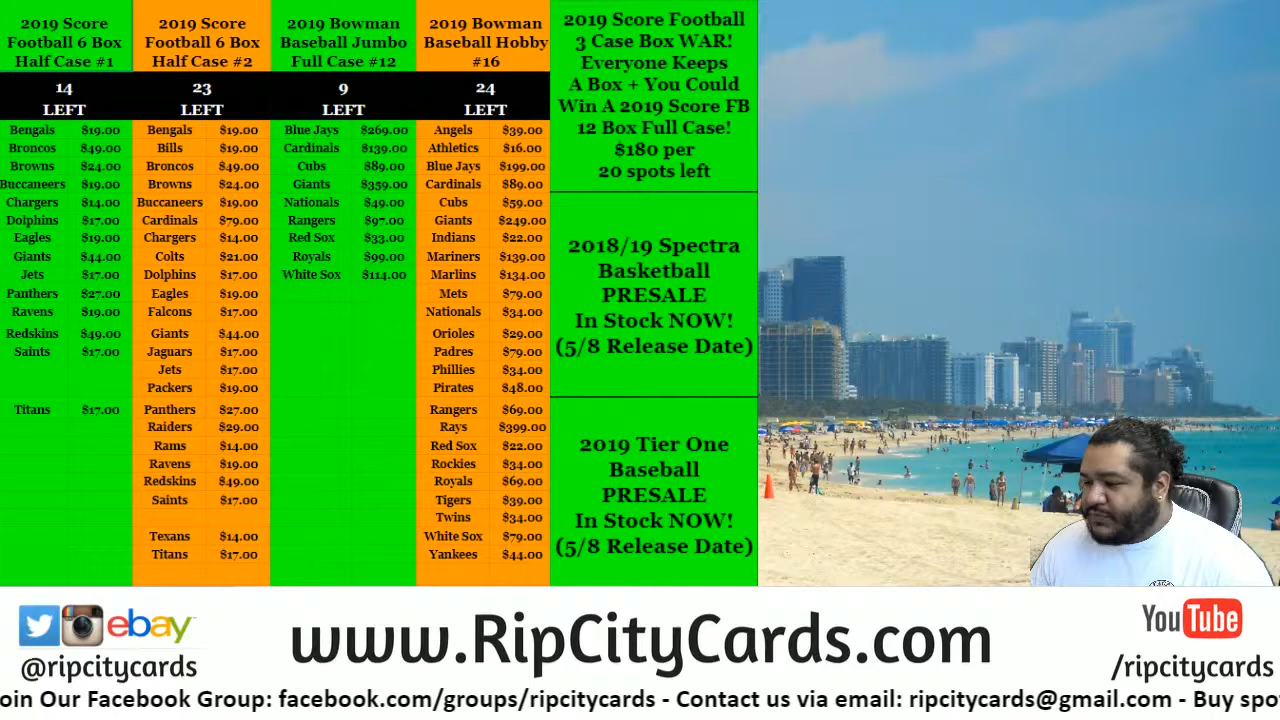 2019 Score
Football 6 Box
Half Case #1
14
LEFT
Bengals $19.00
Broncos $49.00
Browns $24.00
Buccaneers $19.00
Chargers $14.00
Dolphins $17.00
Eagles $19.00
Giants $44.00
Jets $17.00
Panthers $27.00
Ravens $19.00
Redskins $49.00
Saints $17.00
Titans $17.00
2019 Score
Football 6 Box
Half Case #2
23
LEFT
Bengals $19.00
Bills $19.00
Broncos $49.00
Browns $24.00
Buccaneers $19.00
Cardinals $79.00
Chargers $14.00
Colts $21.00
Dolphins $17.00
Eagles $19.00
Falcons $17.00
Giants $44.00
Jaguars $17.00
Jets $17.00
Packers $19.00
Panthers $27.00
Raiders $29.00
Rams $14.00
Ravens $19.00
Redskins $49.00
Saints $17.00
Texans $14.00
Titans $17.00
2019 Bowman
Baseball Jumbo
Full Case #12
9
LEFT
Blue Jays $269.00
Cardinals $139.00
Cubs $89.00
Giants $359.00
Nationals $49.00
Rangers $97.00
Red Sox $33.00
Royals $99.00
White Sox $114.00
2019 Bowman
Baseball Hobby
#16
24
LEFT
Angels $39.00
Athletics $16.00
Blue Jays $199.00
Cardinals $89.00
Cubs $59.00
Giants $249.00
Indians $22.00
Mariners $139.00
Marlins $134.00
Mets $79.00
Nationals $34.00
Orioles $29.00
Padres $79.00
Phillies $34.00
Pirates $48.00
Rangers $69.00
Rays $399.00
Red Sox $22.00
Rockies $34.00
Royals $69.00
Tigers $39.00
Twins $34.00
White Sox $79.00
Yankees $44.00
2019 Score Football
3 Case Box WAR!
Everyone Keeps
A Box + You Could
Win A 2019 Score FB
12 Box Full Case!
$180 per
20 spots left
2018/19 Spectra
Basketball
PRESALE
In Stock NOW!
(5/8 Release Date)
2019 Tier One
Baseball
PRESALE
In Stock NOW!
(5/8 Release Date)
ebay
@ripcitycards
www.RipCityCards.com
YouTube
/ripcitycards
oin Our Facebook Group: facebook.com/groups/ripcitycards - Contact us via email: ripcitycards@gmail.com - Buy spo